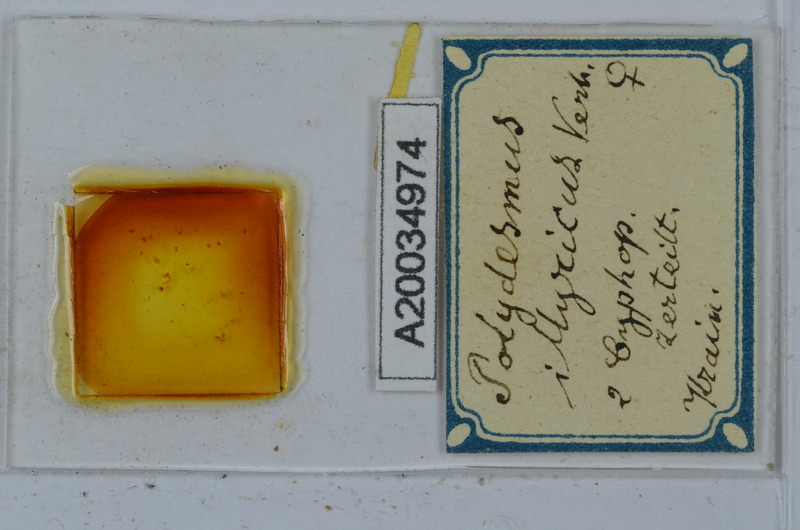 A20034974
Polydesmus
illyricus Verh.
2 Cyphop. ♀
zerteilt.
Krain.